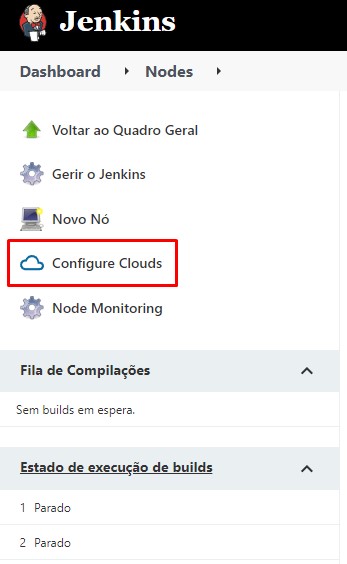 Jenkins
Dashboard Nodes
Voltar ao Quadro Geral
Gerir o Jenkins
Novo Nó
Configure Clouds
Node Monitoring
Fila de Compilações
Sem builds em espera.
Estado de execução de builds
1 Parado
2 Parado